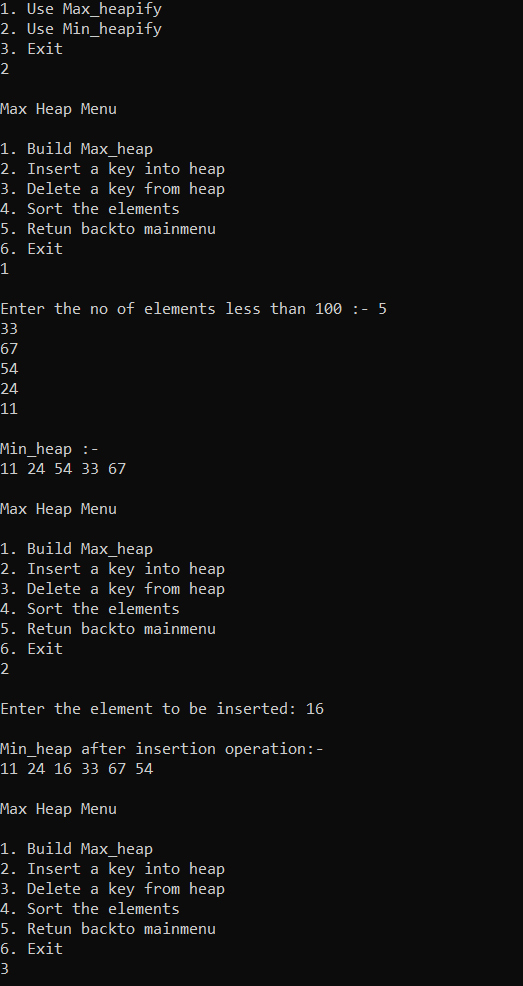 1. Use Max_heapify
2. Use Min_heapify
3. Exit
2
Max Heap Menu
1. Build Max_heap
2. Insert a key into heap
3. Delete a key from heap
4. Sort the elements
5. Retun backto mainmenu
6. Exit
1
Enter the no of elements less than 100 :- 5
33
67
54
24
11
Min_heap :-
11 24 54 33 67
Max Heap Menu
1. Build Max_heap
2. Insert a key into heap
3. Delete a key from heap
4. Sort the elements
5. Retun backto mainmenu
6. Exit
2
Enter the element to be inserted: 16
Min_heap after insertion operation:-
11 24 16 33 67 54
Max Heap Menu
1. Build Max_heap
2. Insert a key into heap
3. Delete a key from heap
4. Sort the elements
5. Retun backto mainmenu
6. Exit
3